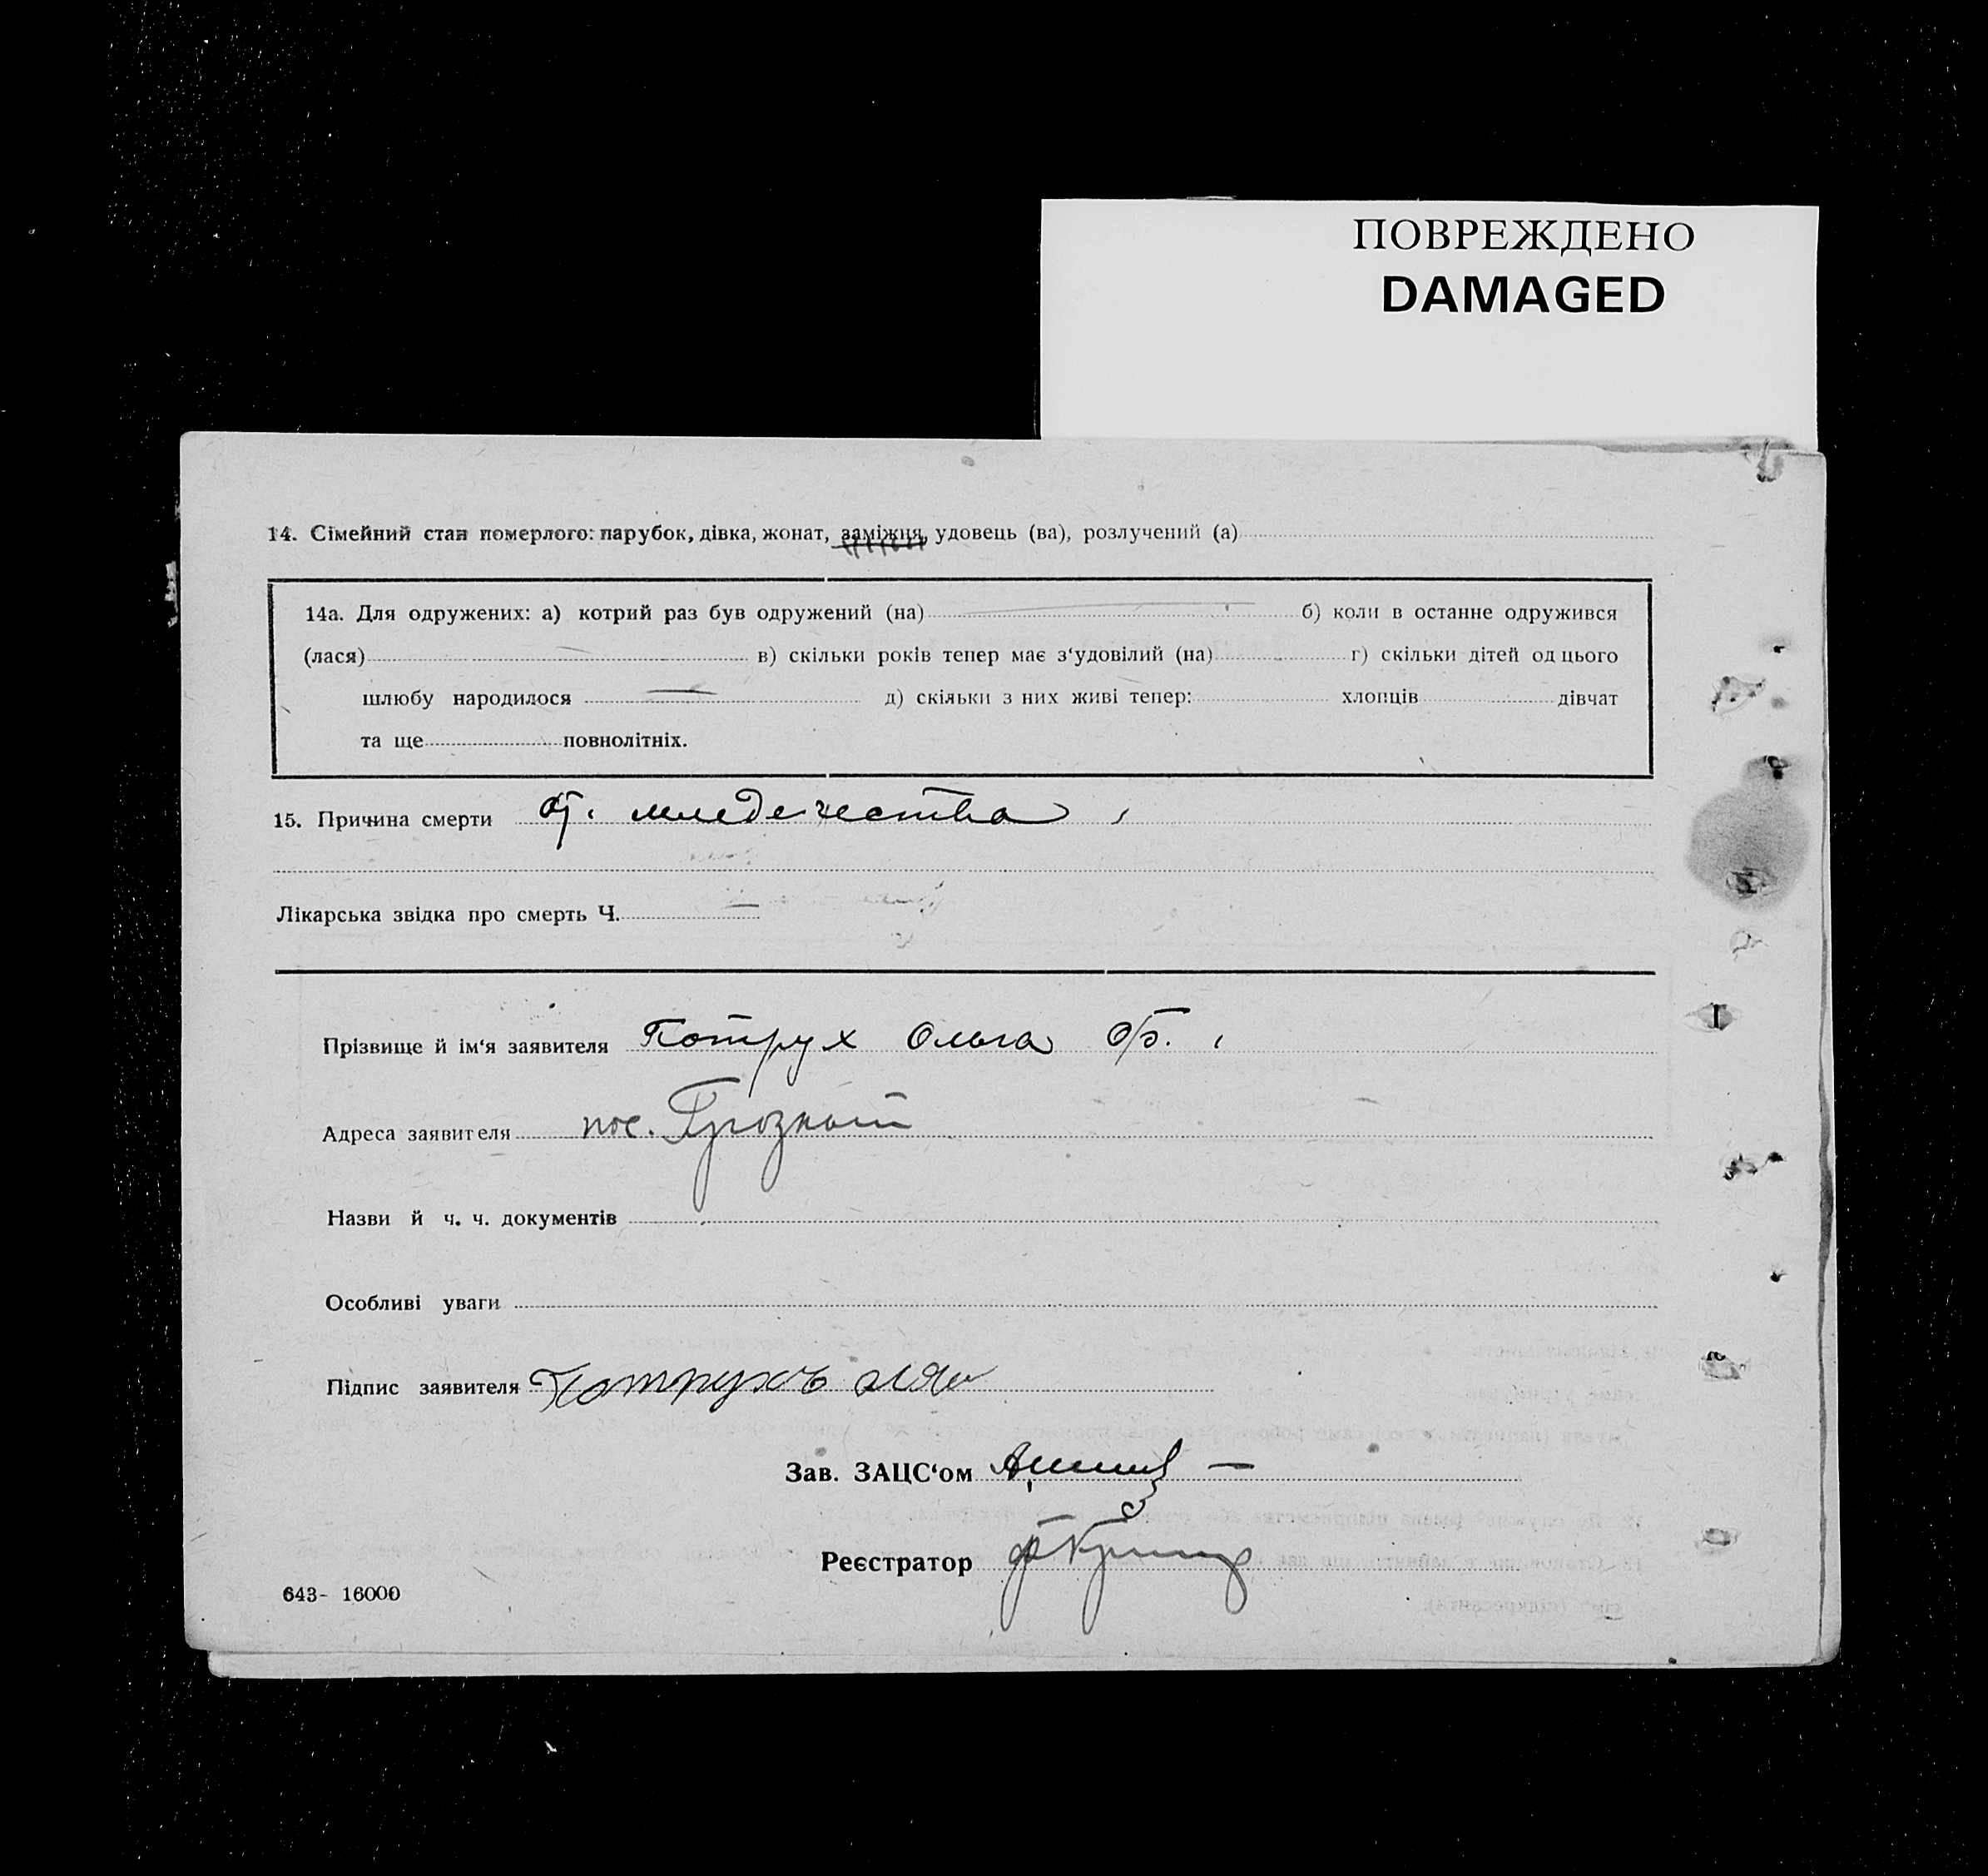 ПОВРЕЖДЕНО
DAMAGED
14. Сімейний стан померлого: парубок, дівка, жонат, заміжня, удовець (ва), розлучений (а)
14а. Для одружених: а) котрий раз був одружений (на) б) коли в останнє одружився
(лася) в) скільки років тепер має з‘удовілий (на) г) скільки дітей од цього
шлюбу народилося д) скільки з них живі тепер: хлопців дівчат
та ще повнолітніх.
15. Причина смерти от. младенчества
Лікарська звідка про смерть Ч.
Прізвище й ім‘я заявителя Потрух Ольга
Адреса заявителя пос. Грозный
Назви й ч. ч. документів
Особливі уваги
Підпис заявителя
Зав. ЗАЦС‘ом
Реєстратор
643- 16000